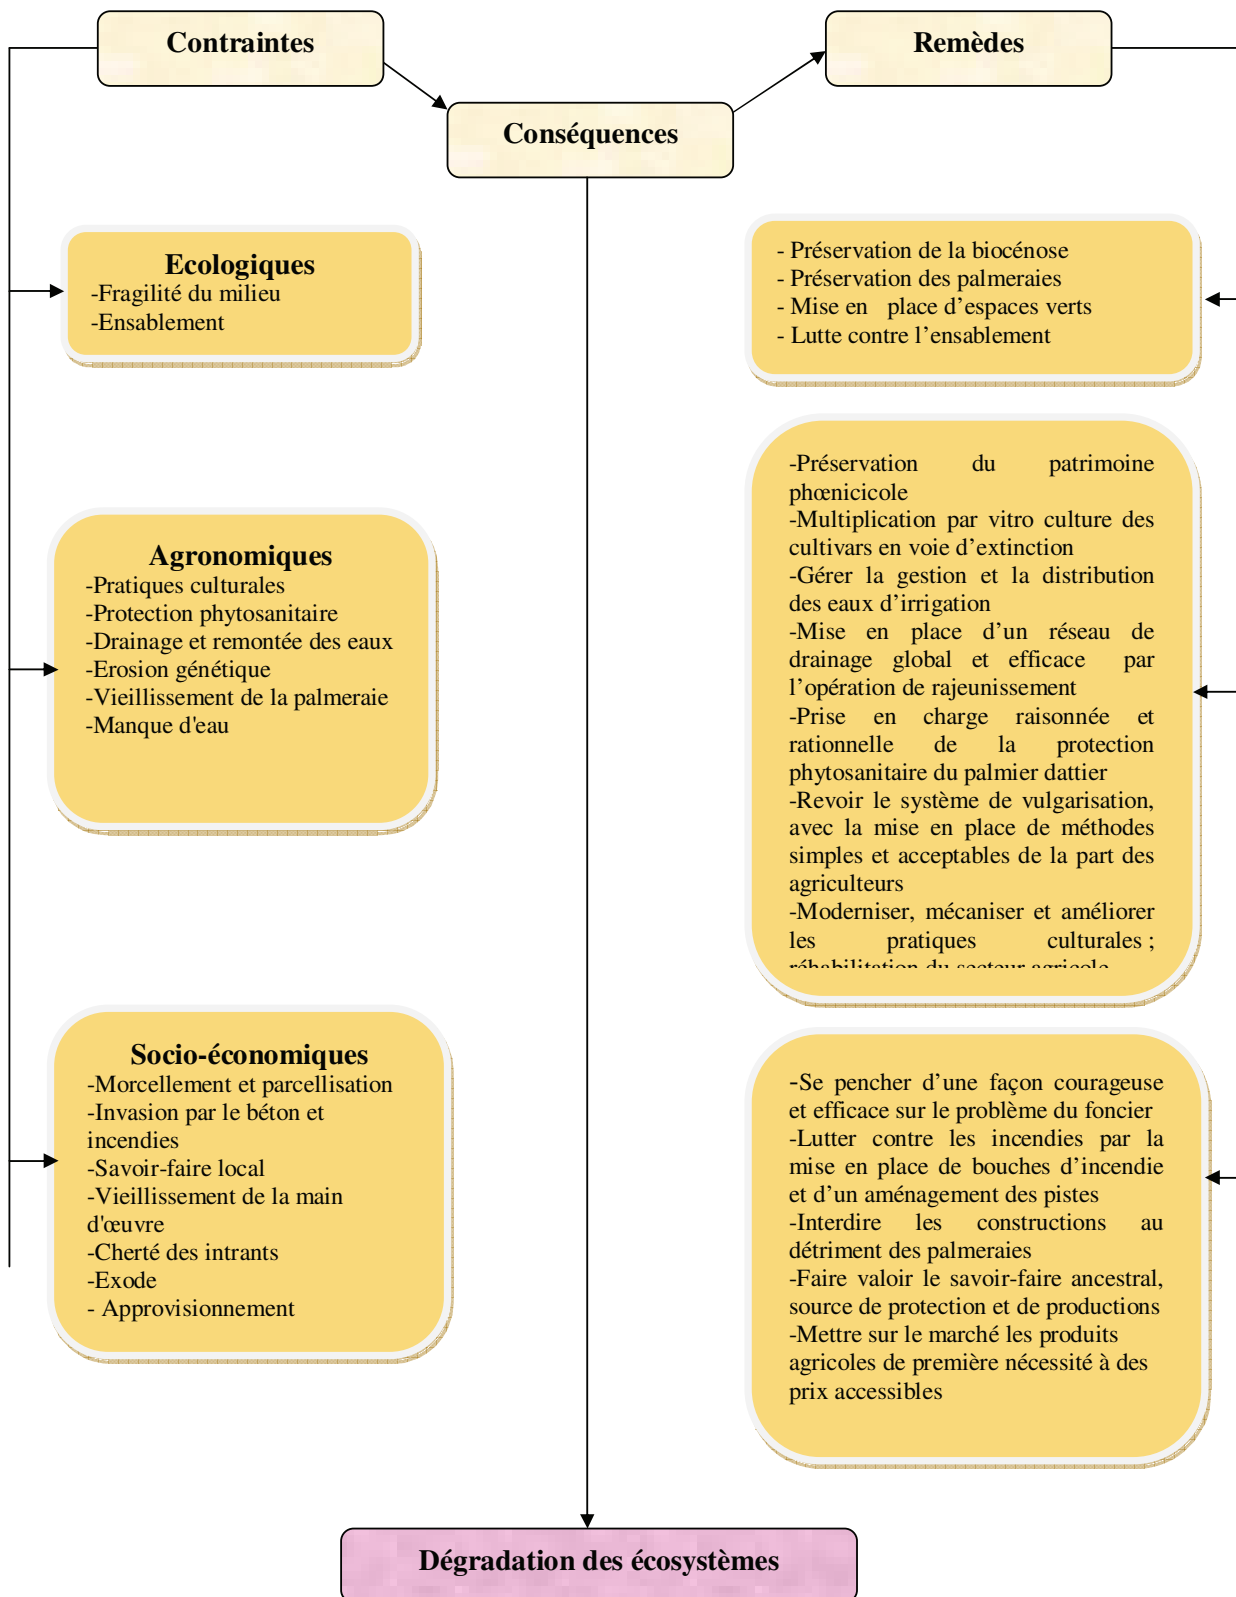 Contraintes
Conséquences
Remèdes
Ecologiques
-Fragilité du milieu
-Ensablement
Agronomiques
-Pratiques culturales
-Protection phytosanitaire
-Drainage et remontée des eaux
-Erosion génétique
-Vieillissement de la palmeraie
-Manque d'eau
Socio-économiques
-Morcellement et parcellisation
-Invasion par le béton et
incendies
-Savoir-faire local
-Vieillissement de la main
d'œuvre
-Cherté des intrants
-Exode
- Approvisionnement
- Préservation de la biocénose
- Préservation des palmeraies
- Mise en place d’espaces verts
- Lutte contre l’ensablement
-Préservation du patrimoine
phœnicicole
-Multiplication par vitro culture des
cultivars en voie d’extinction
-Gérer la gestion et la distribution
des eaux d’irrigation
-Mise en place d’un réseau de
drainage global et efficace par
l’opération de rajeunissement
-Prise en charge raisonnée et
rationnelle de la protection
phytosanitaire du palmier dattier
-Revoir le système de vulgarisation,
avec la mise en place de méthodes
simples et acceptables de la part des
agriculteurs
-Moderniser, mécaniser et améliorer
les pratiques culturales ;
réhabilitation du secteur agricole
-Se pencher d’une façon courageuse
et efficace sur le problème du foncier
-Lutter contre les incendies par la
mise en place de bouches d’incendie
et d’un aménagement des pistes
-Interdire les constructions au
détriment des palmeraies
-Faire valoir le savoir-faire ancestral,
source de protection et de productions
-Mettre sur le marché les produits
agricoles de première nécessité à des
prix accessibles
Dégradation des écosystèmes